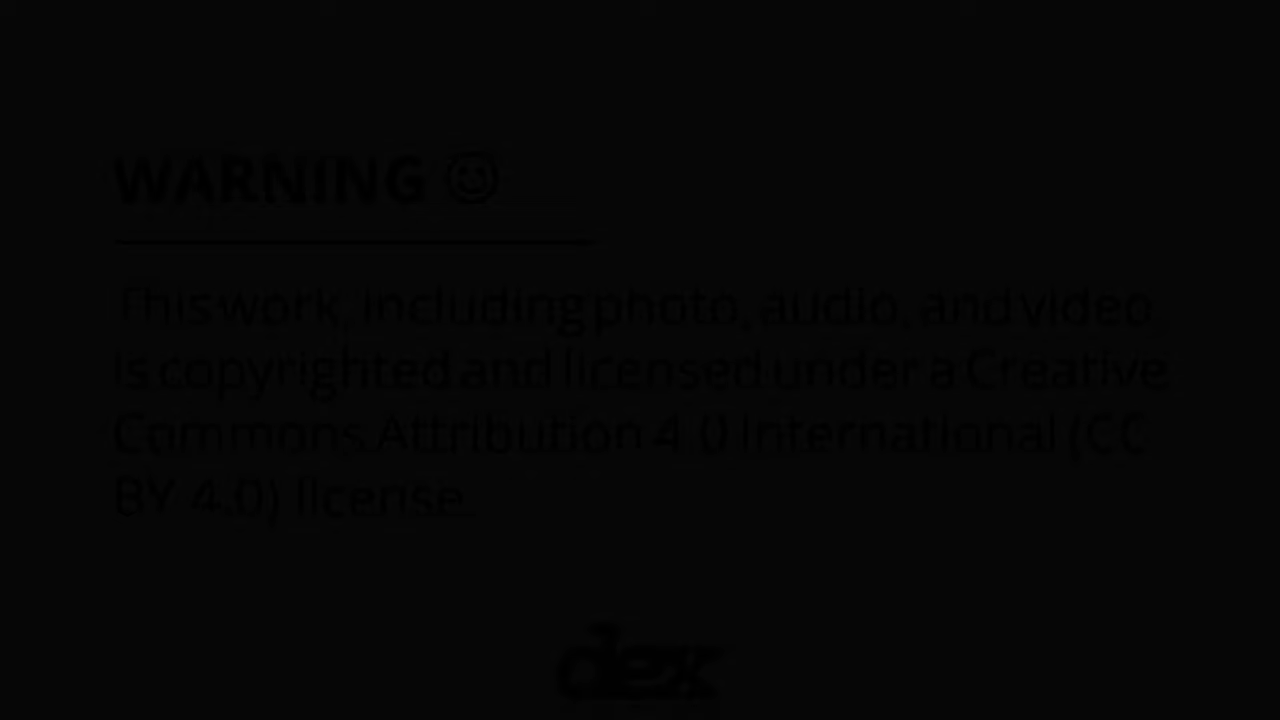 WARNING ☺
This work, including photo, audio, and video
is copyrighted and licensed under a Creative
Commons Attribution 4.0 International (CC
BY 4.0) license.